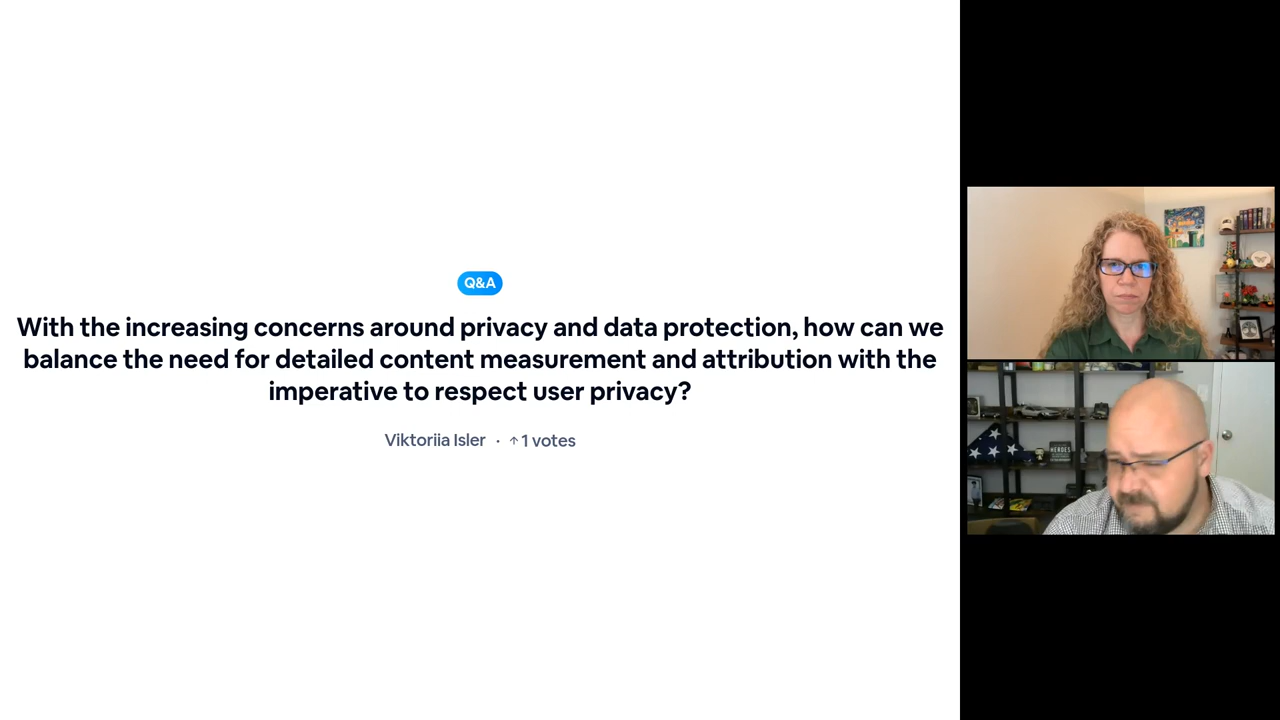 Q&A
With the increasing concerns around privacy and data protection, how can we
balance the need for detailed content measurement and attribution with the
imperative to respect user privacy?
Viktoriia Isler · ↑ 1 votes
HEROES